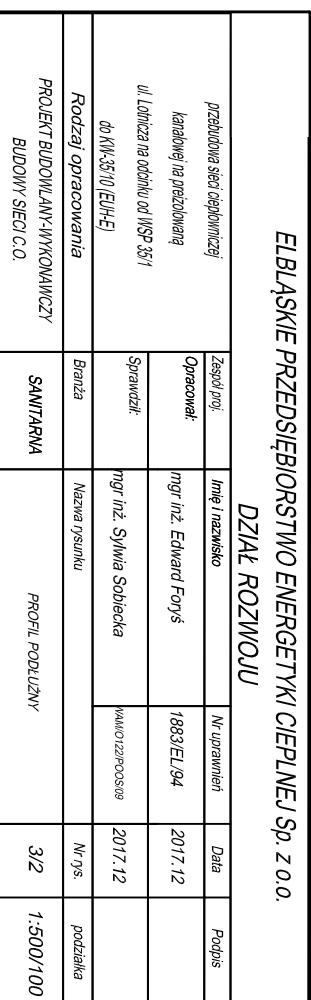 ELBLĄSKIE PRZEDSIĘBIORSTWO ENERGETYKI CIEPLNEJ Sp. z o.o.
DZIAŁ ROZWOJU
przebudowa sieci ciepłowniczej
kanałowej na preizolowaną
ul. Lotnicza na odcinku od WSP 35/1
do KW-35/10 (EUH-E)
Zespół proj.
Imię i nazwisko
Nr uprawnień
Data
Podpis
Opracował:
mgr inż. Edward Foryś
1883/EL/94
2017.12
Sprawdził:
mgr inż. Sylwia Sobiecka
WAM/O122/POOS/09
2017.12
Rodzaj opracowania
Branża
Nazwa rysunku
Nr rys.
podziałka
PROJEKT BUDOWLANY-WYKONAWCZY
BUDOWY SIECI C.O.
SANITARNA
PROFIL PODŁUŻNY
3/2
1:500/100